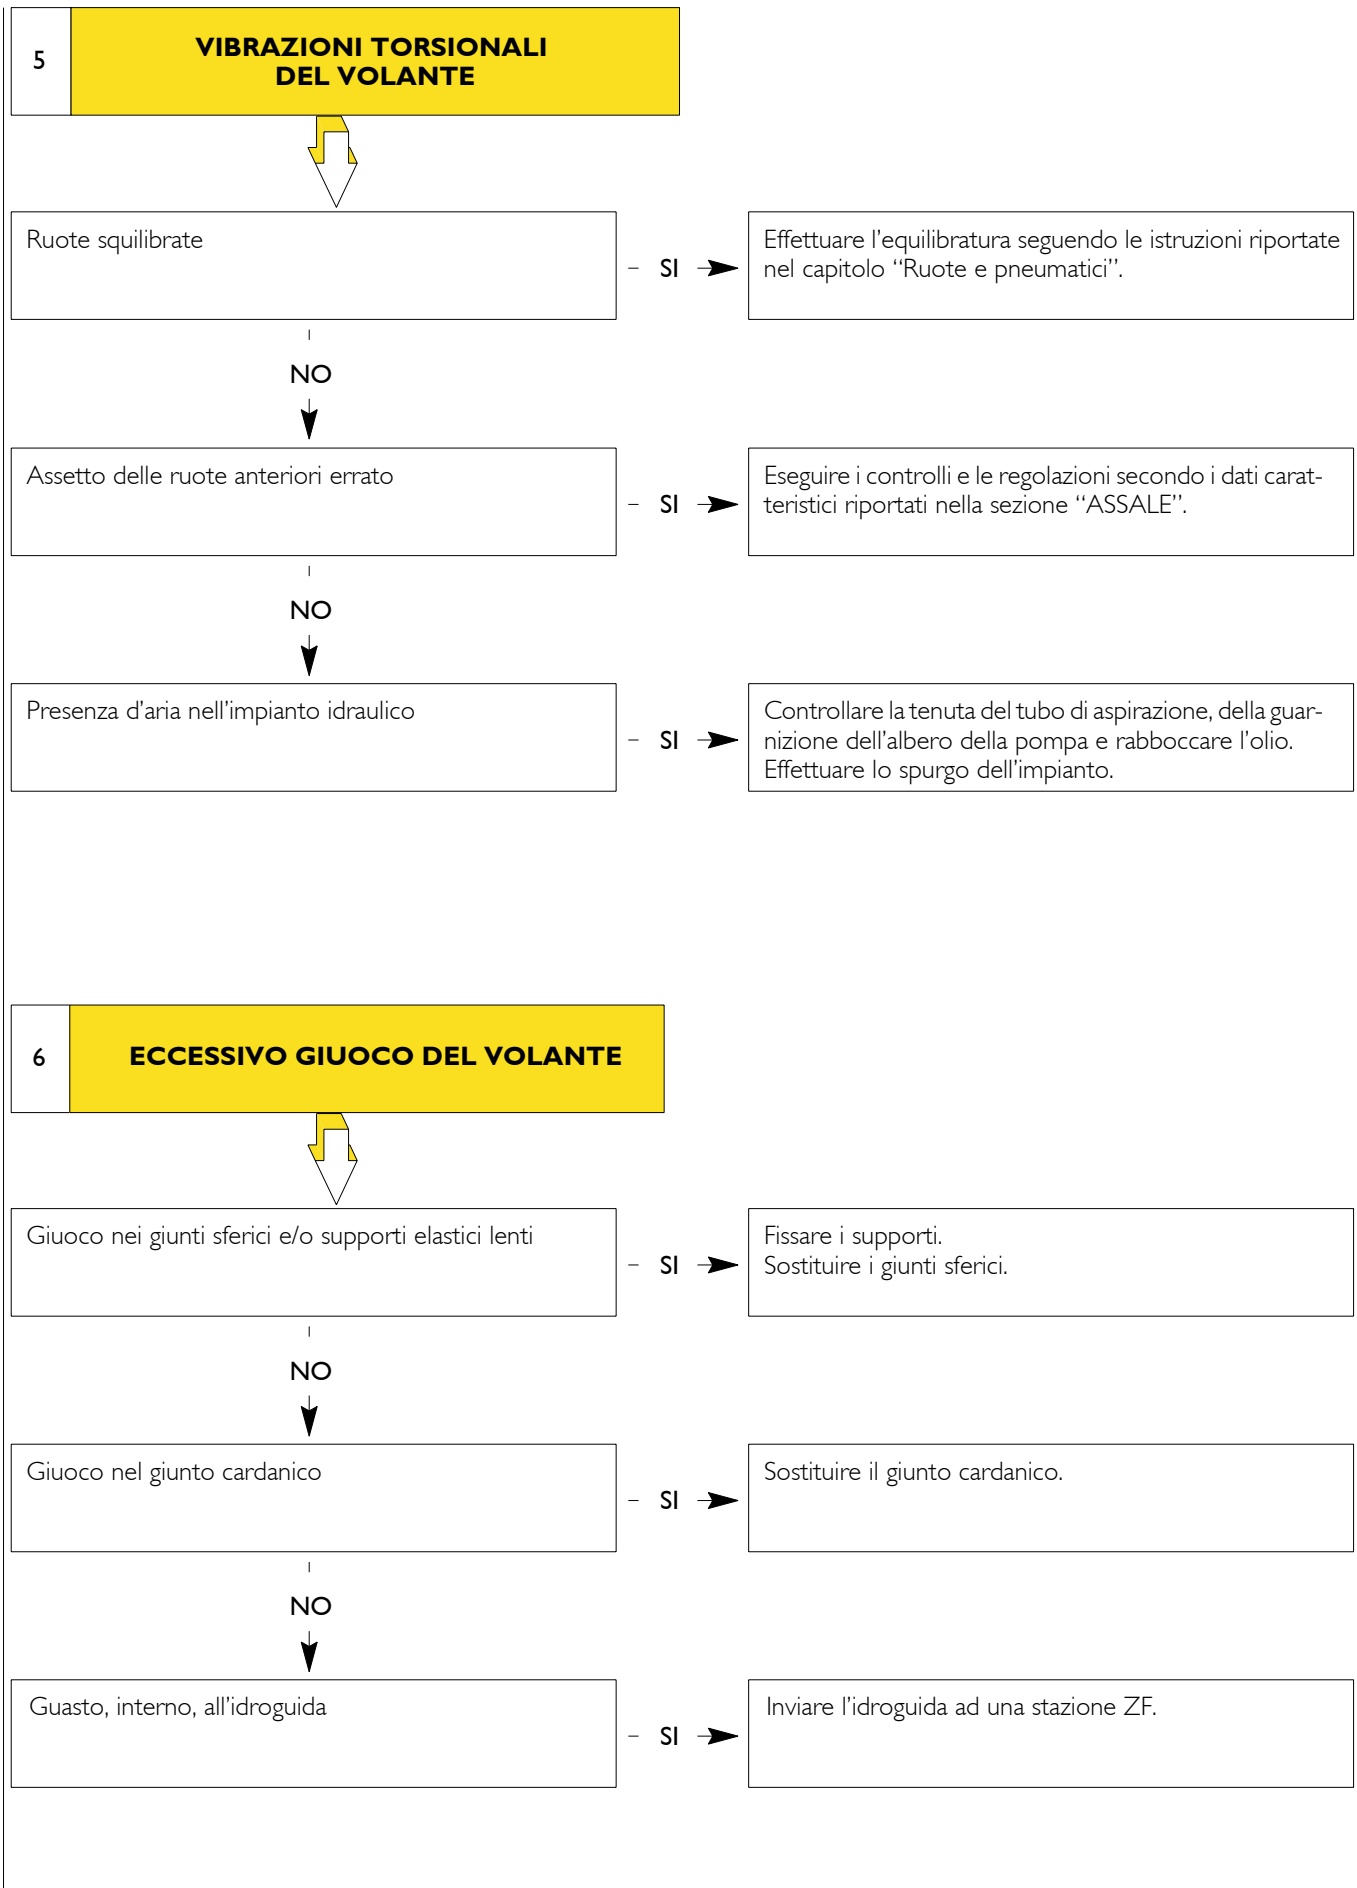 5
VIBRAZIONI TORSIONALI
DEL VOLANTE
Ruote squilibrate
SI
Effettuare l’equilibratura seguendo le istruzioni riportate
nel capitolo “Ruote e pneumatici”.
NO
Assetto delle ruote anteriori errato
SI
Eseguire i controlli e le regolazioni secondo i dati carat-
teristici riportati nella sezione “ASSALE”.
NO
Presenza d’aria nell’impianto idraulico
SI
Controllare la tenuta del tubo di aspirazione, della guar-
nizione dell’albero della pompa e rabboccare l’olio.
Effettuare lo spurgo dell’impianto.
6
ECCESSIVO GIUOCO DEL VOLANTE
Giuoco nei giunti sferici e/o supporti elastici lenti
SI
Fissare i supporti.
Sostituire i giunti sferici.
NO
Giuoco nel giunto cardanico
SI
Sostituire il giunto cardanico.
NO
Guasto, interno, all’idroguida
SI
Inviare l’idroguida ad una stazione ZF.